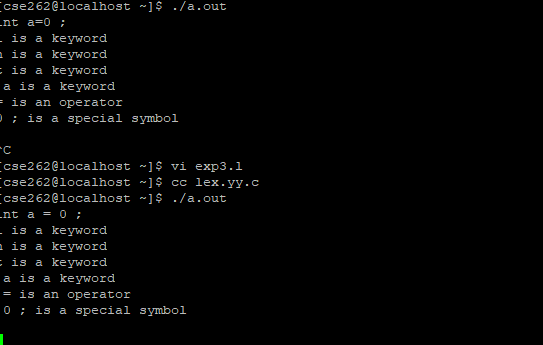 [cse262@localhost ~]$ ./a.out
int a=0 ;
i is a keyword
n is a keyword
t is a keyword
a is a keyword
= is an operator
0 ; is a special symbol
^C
[cse262@localhost ~]$ vi exp3.l
[cse262@localhost ~]$ cc lex.yy.c
[cse262@localhost ~]$ ./a.out
int a = 0 ;
i is a keyword
n is a keyword
t is a keyword
a is a keyword
= is an operator
0 ; is a special symbol